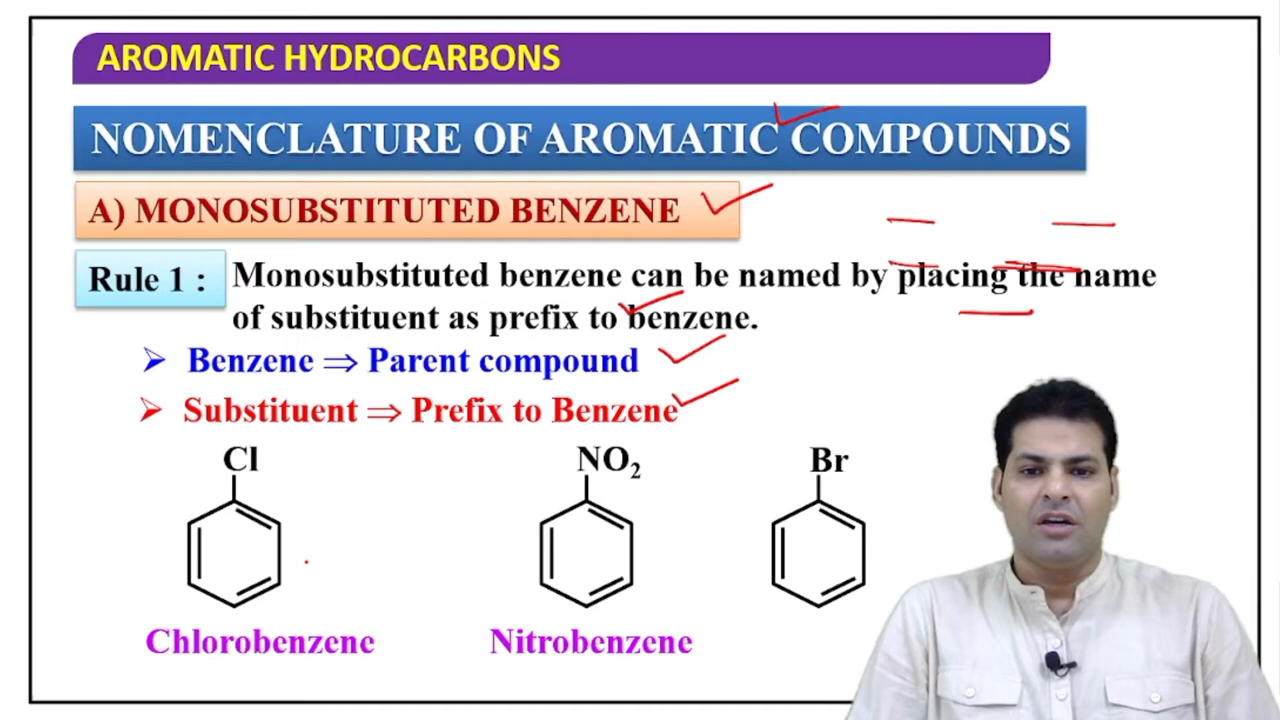 AROMATIC HYDROCARBONS
NOMENCLATURE OF AROMATIC COMPOUNDS
A) MONOSUBSTITUTED BENZENE
Rule 1 : Monosubstituted benzene can be named by placing the name
of substituent as prefix to benzene.
➢ Benzene ⇒ Parent compound
➢ Substituent ⇒ Prefix to Benzene
Cl NO₂ Br
Chlorobenzene Nitrobenzene